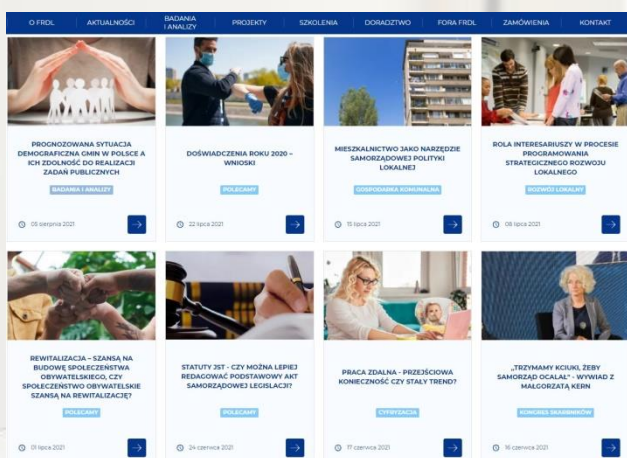 O FRDL AKTUALNOŚCI BADANIA I ANALIZY PROJEKTY SZKOLENIA DORADZTWO FORA FRDL ZAMÓWIENIA KONTAKT
PROGNOZOWANA SYTUACJA
DEMOGRAFICZNA GMIN W POLSCE A
ICH ZDOLNOŚĆ DO REALIZACJI
ZADAŃ PUBLICZNYCH
BADANIA I ANALIZY
05 sierpnia 2021
DOŚWIADCZENIA ROKU 2020 –
WNIOSKI
POLECAMY
22 lipca 2021
MIESZKALNICTWO JAKO NARZĘDZIE
SAMORZĄDOWEJ POLITYKI
LOKALNEJ
GOSPODARKA KOMUNALNA
15 lipca 2021
ROLA INTERESARIUSZY W PROCESIE
PROGRAMOWANIA
STRATEGICZNEGO ROZWOJU
LOKALNEGO
ROZWÓJ LOKALNY
08 lipca 2021
REWITALIZACJA – SZANSĄ NA
BUDOWĘ SPOŁECZEŃSTWA
OBYWATELSKIEGO, CZY
SPOŁECZEŃSTWO OBYWATELSKIE
SZANSĄ NA REWITALIZACJĘ?
POLECAMY
01 lipca 2021
STATUTY JST - CZY MOŻNA LEPIEJ
REDAGOWAĆ PODSTAWOWY AKT
SAMORZĄDOWEJ LEGISLACJI?
POLECAMY
24 czerwca 2021
PRACA ZDALNA - PRZEJŚCIOWA
KONIECZNOŚĆ CZY STAŁY TREND?
CYFRYZACJA
17 czerwca 2021
„TRZYMAMY KCIUKI, ŻEBY
SAMORZĄD OCALAŁ" - WYWIAD Z
MAŁGORZATĄ KERN
KONGRES SKARBNIKÓW
16 czerwca 2021